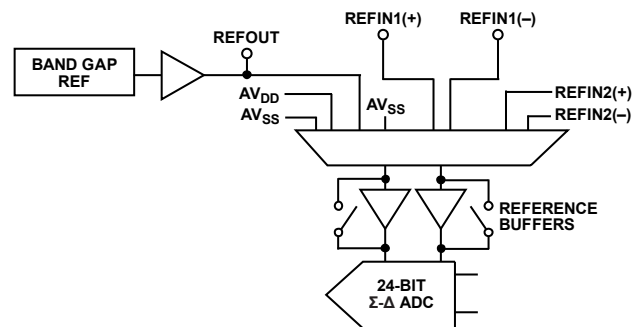 REFIN1(+)
REFIN1(–)
REFOUT
BAND GAP
REF
AVDD
AVSS
AVSS
REFIN2(+)
REFIN2(–)
REFERENCE
BUFFERS
24-BIT
Σ-Δ ADC